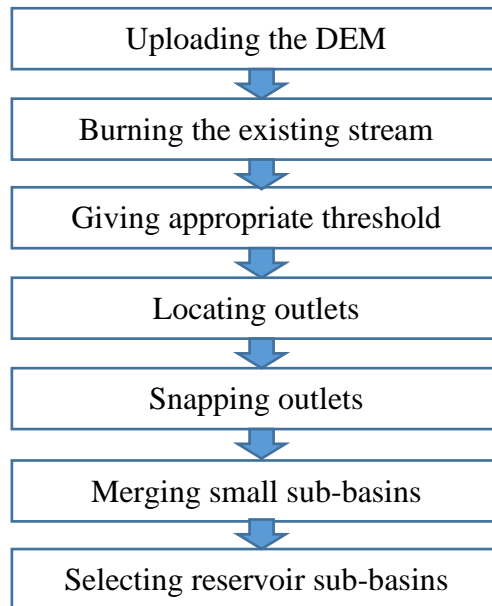 Uploading the DEM
Burning the existing stream
Giving appropriate threshold
Locating outlets
Snapping outlets
Merging small sub-basins
Selecting reservoir sub-basins